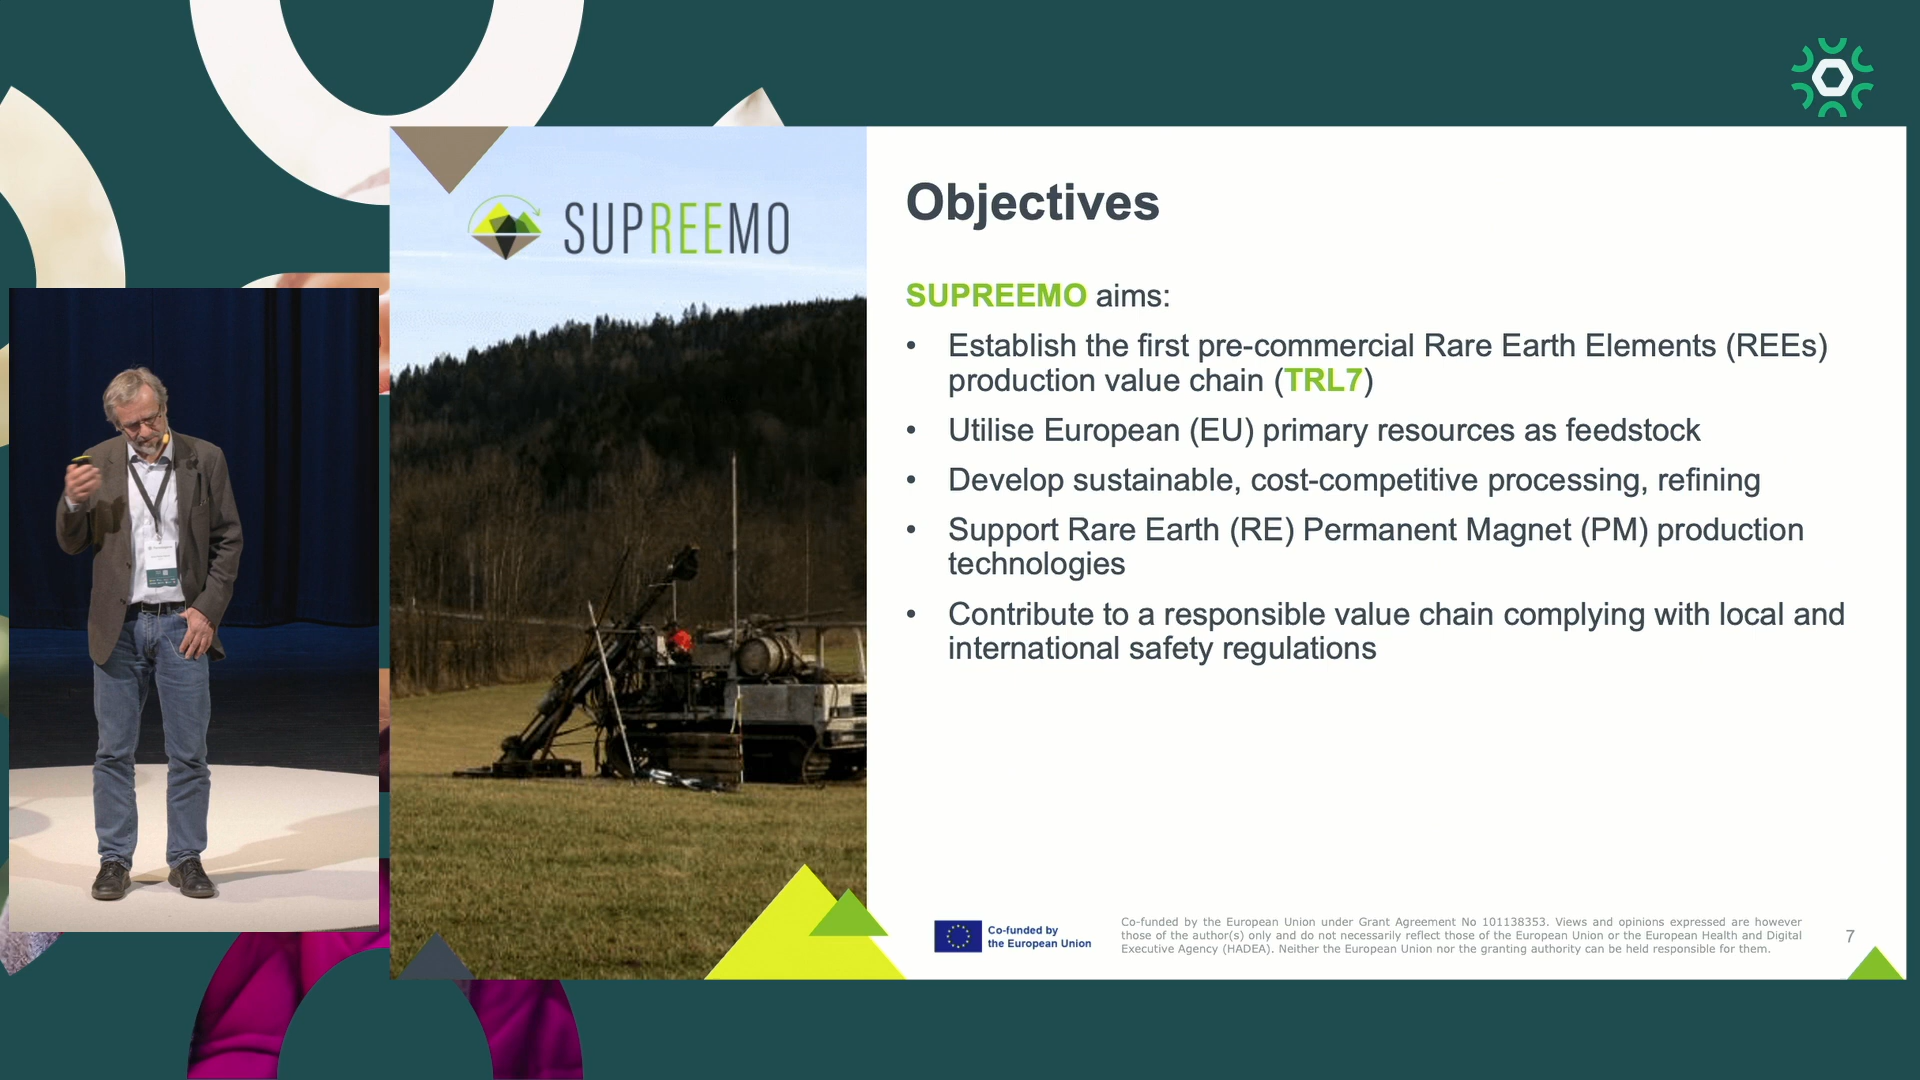 SUPREEMO
Objectives
SUPREEMO aims:
• Establish the first pre-commercial Rare Earth Elements (REEs)
production value chain (TRL7)
• Utilise European (EU) primary resources as feedstock
• Develop sustainable, cost-competitive processing, refining
• Support Rare Earth (RE) Permanent Magnet (PM) production
technologies
• Contribute to a responsible value chain complying with local and
international safety regulations
Co-funded by
the European Union
Co-funded by the European Union under Grant Agreement No 101138353. Views and opinions expressed are however
those of the author(s) only and do not necessarily reflect those of the European Union or the European Health and Digital
Executive Agency (HADEA). Neither the European Union nor the granting authority can be held responsible for them.
7